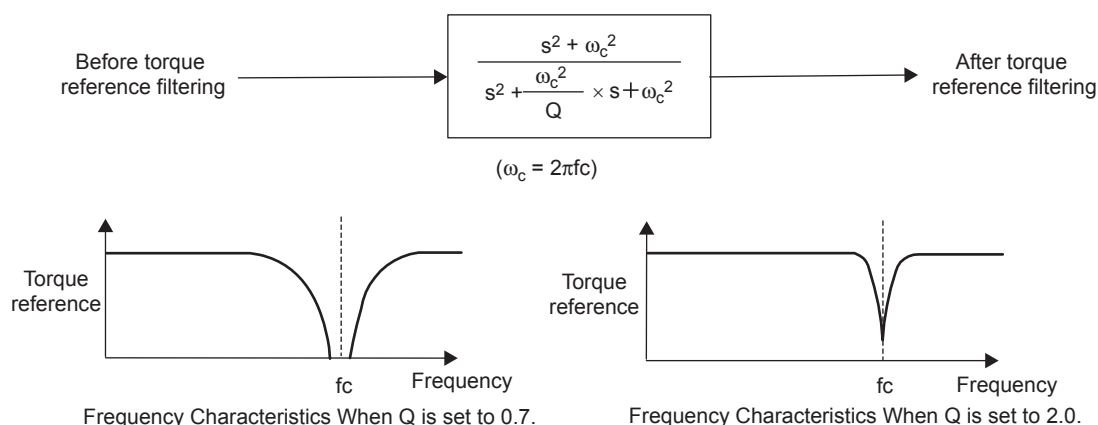 Before torque
reference filtering
s² + ωc²
s² + ωc²/Q × s + ωc²
After torque
reference filtering
(ωc = 2πfc)
Torque
reference
fc
Frequency
Frequency Characteristics When Q is set to 0.7.
Torque
reference
fc
Frequency
Frequency Characteristics When Q is set to 2.0.